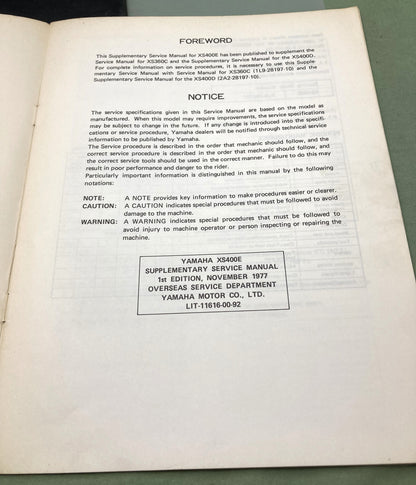 FOREWORD
This Supplementary Service Manual for XS400E has been published to supplement the
Service Manual for XS360C and the Supplementary Service Manual for the XS400D.
For complete information on service procedures, it is necessary to use this Supple-
mentary Service Manual with Service Manual for XS360C (1L9-28197-10) and the
Supplementary Service Manual for XS400D (2A2-28197-10).
NOTICE
The service specifications given in this Service Manual are based on the model as
manufactured. When this model may require improvements, the service specifications
may be subject to change in the future. If any change is introduced into the specifi-
cations or service procedure, Yamaha dealers will be notified through technical service
information to be published by Yamaha.
The Service procedure is described in the order that mechanic should follow, and the
correct service procedure is described in the order that mechanic should follow, and
the correct service tools should be used in the correct manner. Failure to do this may
result in poor performance and danger to the rider.
Particularly important information is distinguished in this manual by the following
notations:
NOTE: A NOTE provides key information to make procedures easier or clearer.
CAUTION: A CAUTION indicates special procedures that must be followed to avoid
damage to the machine.
WARNING: A WARNING indicates special procedures that must be followed to
avoid injury to machine operator or person inspecting or repairing the
machine.
YAMAHA XS400E
SUPPLEMENTARY SERVICE MANUAL
1st EDITION, NOVEMBER 1977
OVERSEAS SERVICE DEPARTMENT
YAMAHA MOTOR CO., LTD.
LIT-11616-00-92